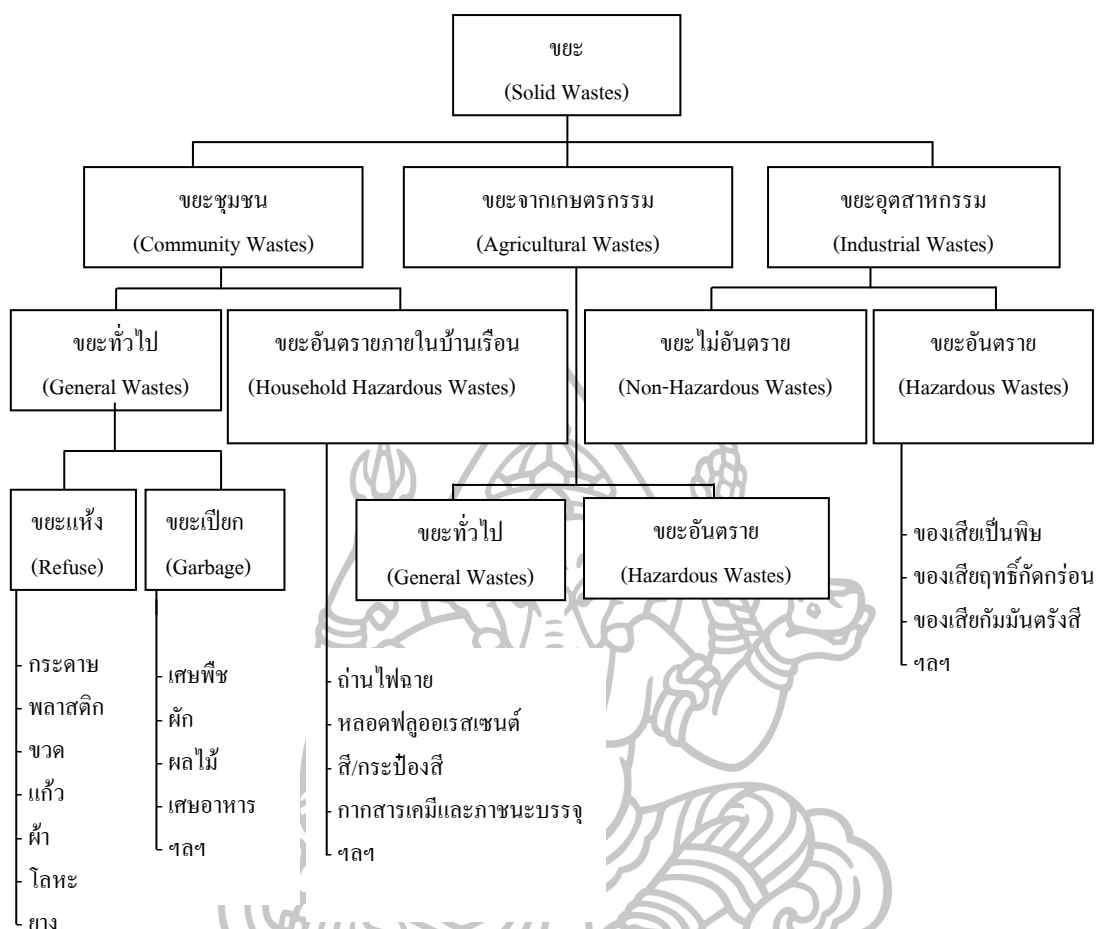 ขยะ
(Solid Wastes)
ขยะชุมชน
(Community Wastes)
ขยะจากเกษตรกรรม
(Agricultural Wastes)
ขยะอุตสาหกรรม
(Industrial Wastes)
ขยะทั่วไป
(General Wastes)
ขยะอันตรายภายในบ้านเรือน
(Household Hazardous Wastes)
ขยะไม่อันตราย
(Non-Hazardous Wastes)
ขยะอันตราย
(Hazardous Wastes)
ขยะแห้ง
(Refuse)
ขยะเปียก
(Garbage)
ขยะทั่วไป
(General Wastes)
ขยะอันตราย
(Hazardous Wastes)
- กระดาษ
- พลาสติก
- ขวด
- แก้ว
- ผ้า
- โลหะ
- ยาง
- เศษพืช
- ผัก
- ผลไม้
- เศษอาหาร
- ฯลฯ
- ถ่านไฟฉาย
- หลอดฟลูออเรสเซนต์
- สี/กระป๋องสี
- กากสารเคมีและภาชนะบรรจุ
- ฯลฯ
- ของเสียเป็นพิษ
- ของเสียฤทธิ์กัดกร่อน
- ของเสียกัมมันตรังสี
- ฯลฯ